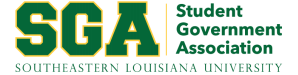 SGA
Student
Government
Association
SOUTHEASTERN LOUISIANA UNIVERSITY